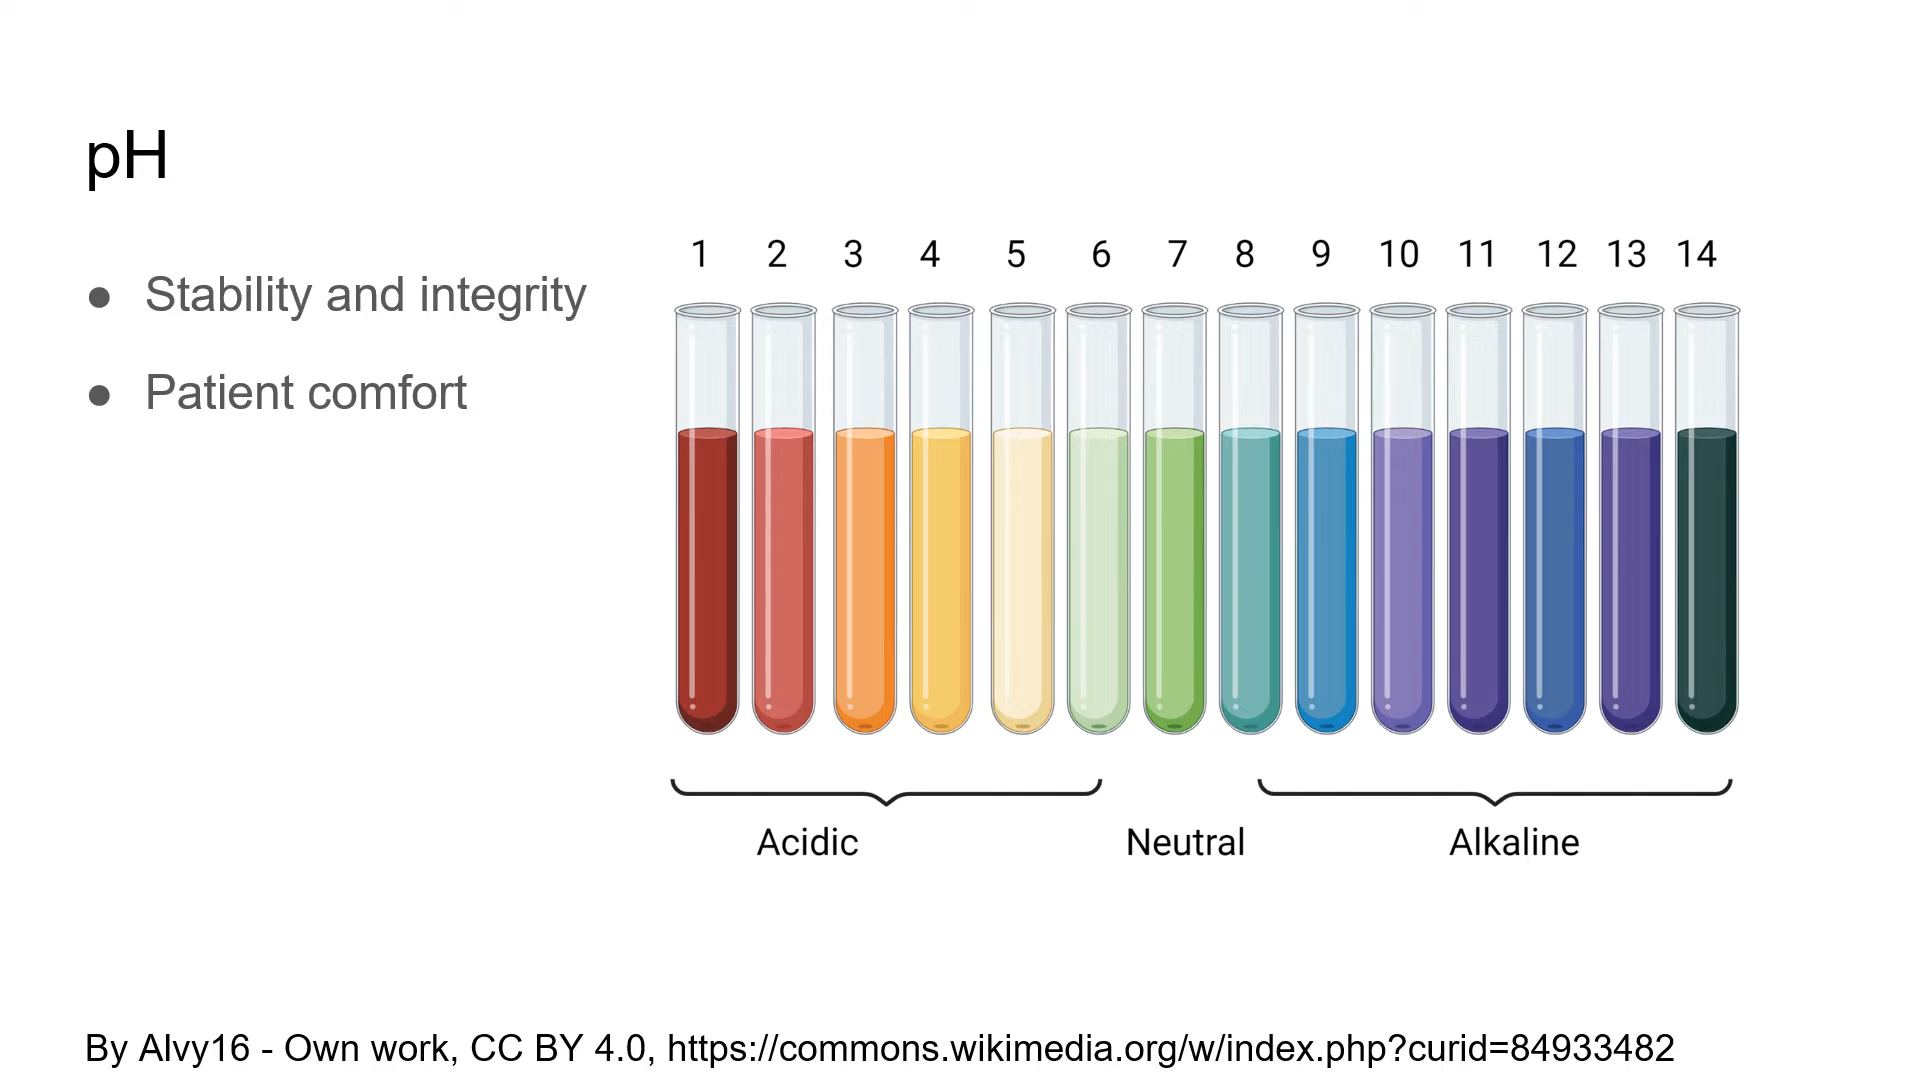 pH
● Stability and integrity
● Patient comfort
1 2 3 4 5 6 7 8 9 10 11 12 13 14
Acidic Neutral Alkaline
By Alvy16 - Own work, CC BY 4.0, https://commons.wikimedia.org/w/index.php?curid=84933482